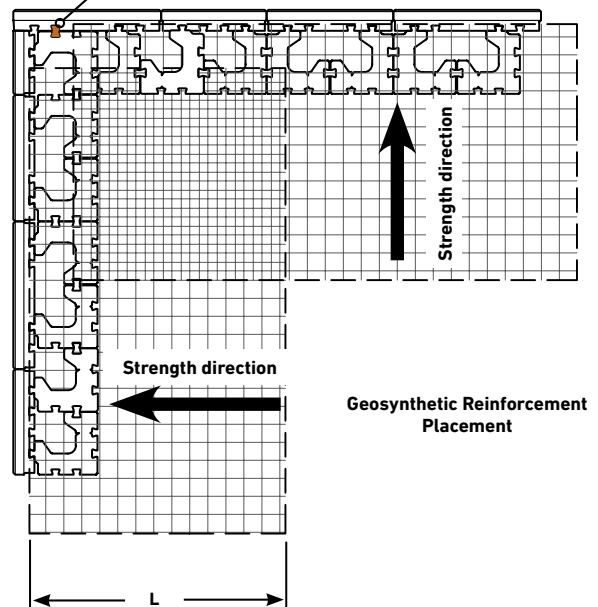 Strength direction
Strength direction
Geosynthetic Reinforcement
Placement
L